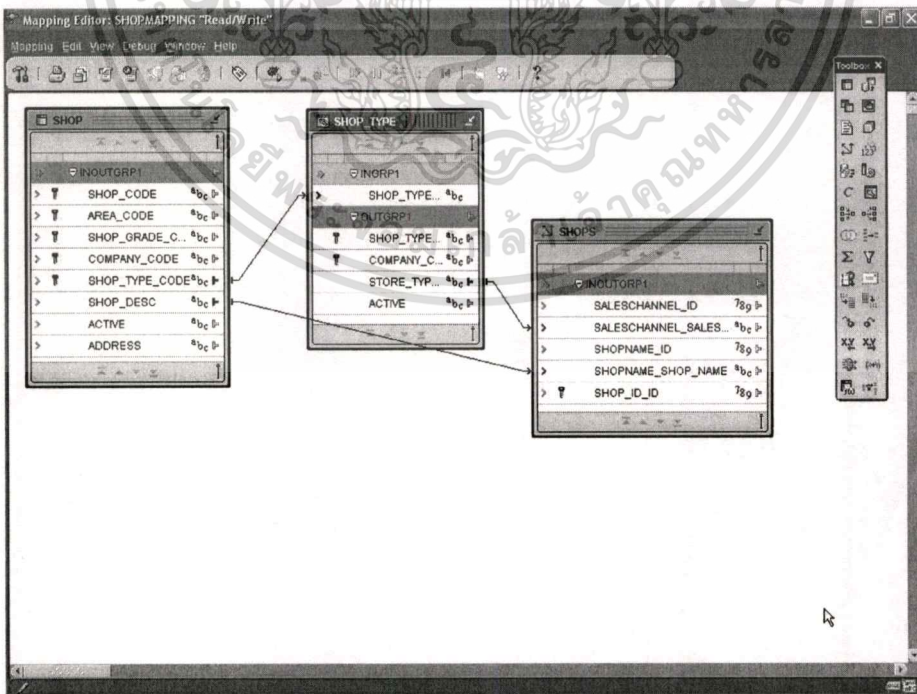 Mapping Editor: SHOPMAPPING "Read/Write"
Mapping Edit View Debug Window Help
Toolbox X
SHOP
INOUTGRP1
SHOP_CODE
AREA_CODE
SHOP_GRADE_C...
COMPANY_CODE
SHOP_TYPE_CODE
SHOP_DESC
ACTIVE
ADDRESS
SHOP_TYPE
INGRP1
SHOP_TYPE...
OUTGRP1
SHOP_TYPE...
COMPANY_C...
STORE_TYP...
ACTIVE
SHOPS
INOUTGRP1
SALESCHANNEL_ID
SALESCHANNEL_SALES...
SHOPNAME_ID
SHOPNAME_SHOP_NAME
SHOP_ID_ID